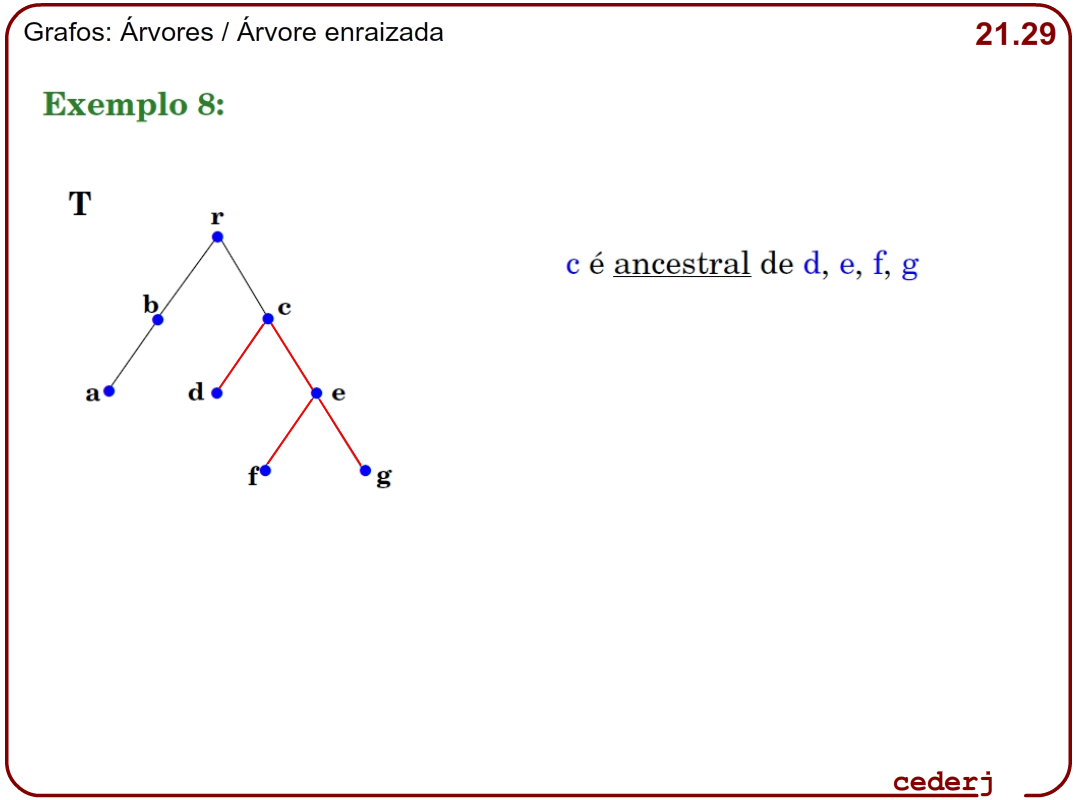 Grafos: Árvores / Árvore enraizada
21.29
Exemplo 8:
T
r
c é ancestral de d, e, f, g
b
c
a
d
e
f
g
cederj